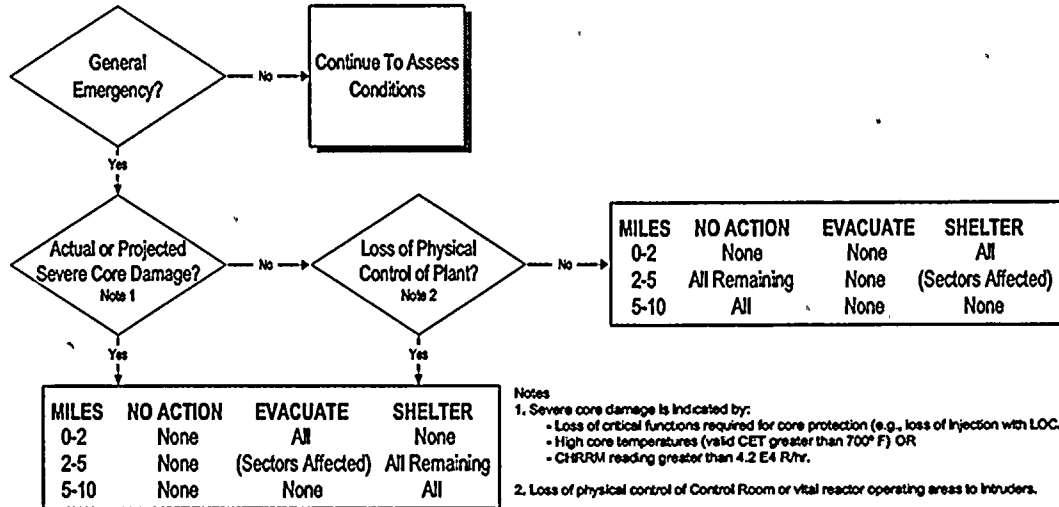 General
Emergency?
No
Continue To Assess
Conditions
Yes
Actual or Projected
Severe Core Damage?
Note 1
No
Loss of Physical
Control of Plant?
Note 2
No
MILES NO ACTION EVACUATE SHELTER
0-2 None None All
2-5 All Remaining None (Sectors Affected)
5-10 All None None
Yes
Yes
MILES NO ACTION EVACUATE SHELTER
0-2 None All None
2-5 None (Sectors Affected) All Remaining
5-10 None None All
Notes
1. Severe core damage is indicated by:
- Loss of critical functions required for core protection (e.g., loss of injection with LOC.
- High core temperatures (valid CET greater than 700° F) OR
- CHRRM reading greater than 4.2 E4 R/hr.
2. Loss of physical control of Control Room or vital reactor operating areas to intruders.